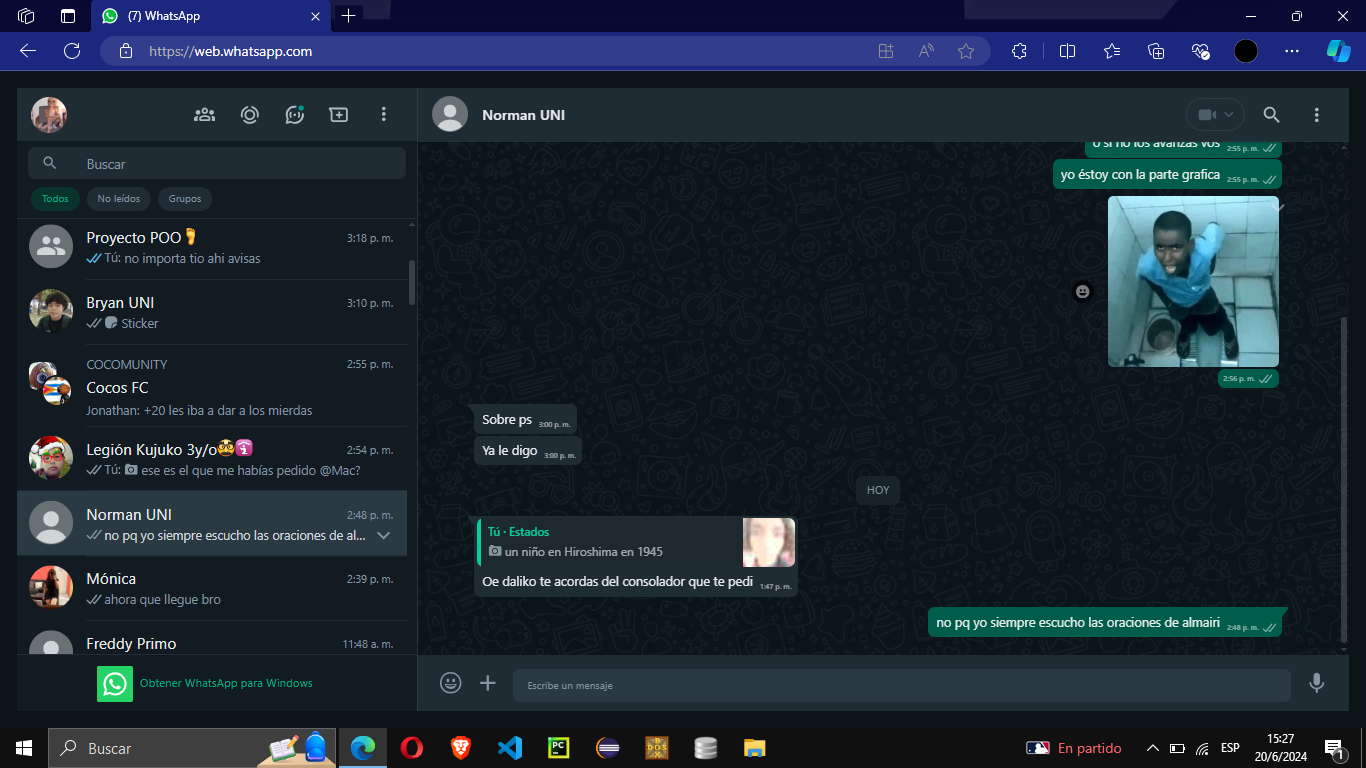 (7) WhatsApp
https://web.whatsapp.com
Buscar
Todos
No leídos
Grupos
Proyecto POO🦶
3:18 p. m.
Tú: no importa tio ahi avisas
Bryan UNI
3:10 p. m.
Sticker
COCOMUNITY
2:55 p. m.
Cocos FC
Jonathan: +20 les iba a dar a los mierdas
Legión Kujuko 3y/o🥸🛐
2:54 p. m.
Tú: ese es el que me habías pedido @Mac?
Norman UNI
2:48 p. m.
no pq yo siempre escucho las oraciones de al...
Mónica
2:39 p. m.
ahora que llegue bro
Freddy Primo
11:48 a. m.
Obtener WhatsApp para Windows
Norman UNI
o si no los avanzas vos 2:55 p. m.
yo éstoy con la parte grafica 2:55 p. m.
2:56 p. m.
Sobre ps 3:00 p. m.
Ya le digo 3:00 p. m.
HOY
Tú · Estados
un niño en Hiroshima en 1945
Oe daliko te acordas del consolador que te pedi 1:47 p. m.
no pq yo siempre escucho las oraciones de almairi 2:48 p. m.
Escribe un mensaje
Buscar
PC
DOS
En partido
ESP
15:27
20/6/2024
1